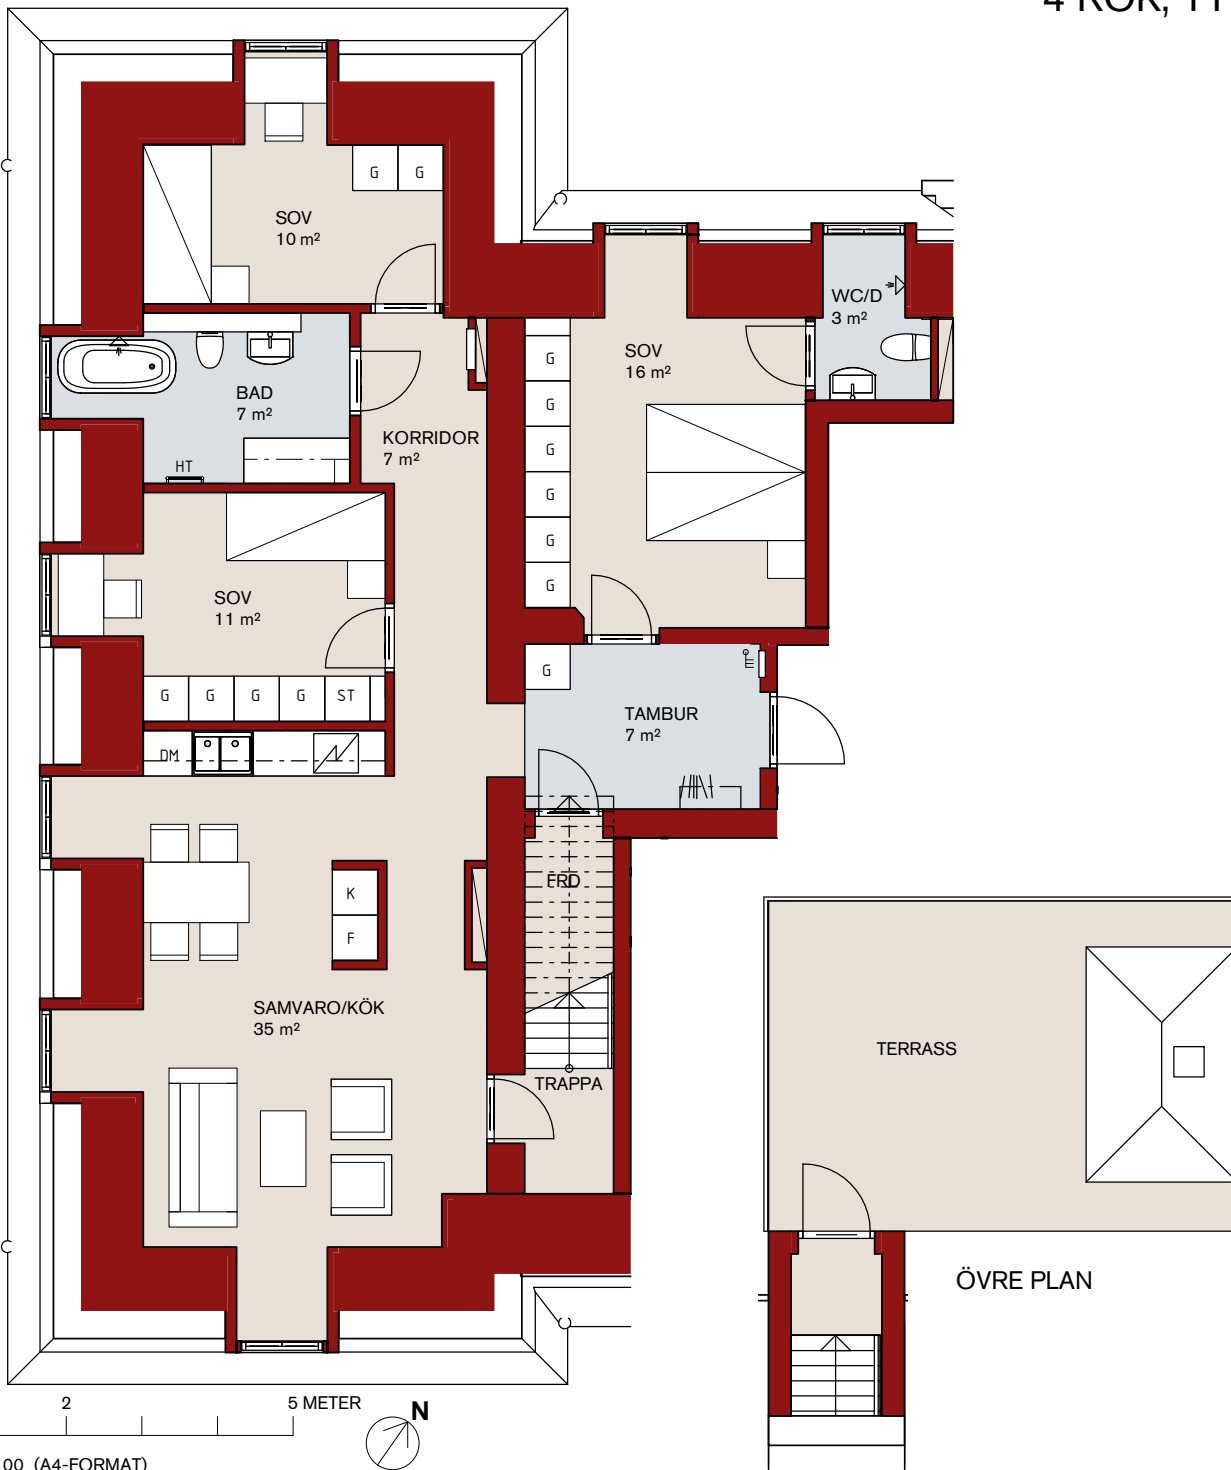 4 ROK, 11
G G
SOV
10 m²
WC/D
3 m²
SOV
16 m²
G
G
G
G
G
G
BAD
7 m²
KORRIDOR
7 m²
HT
SOV
11 m²
G G G G ST
G
TAMBUR
7 m²
DM
K
F
FRD
SAMVARO/KÖK
35 m²
TRAPPA
TERRASS
ÖVRE PLAN
2 5 METER
N
00 (A4-FORMAT)